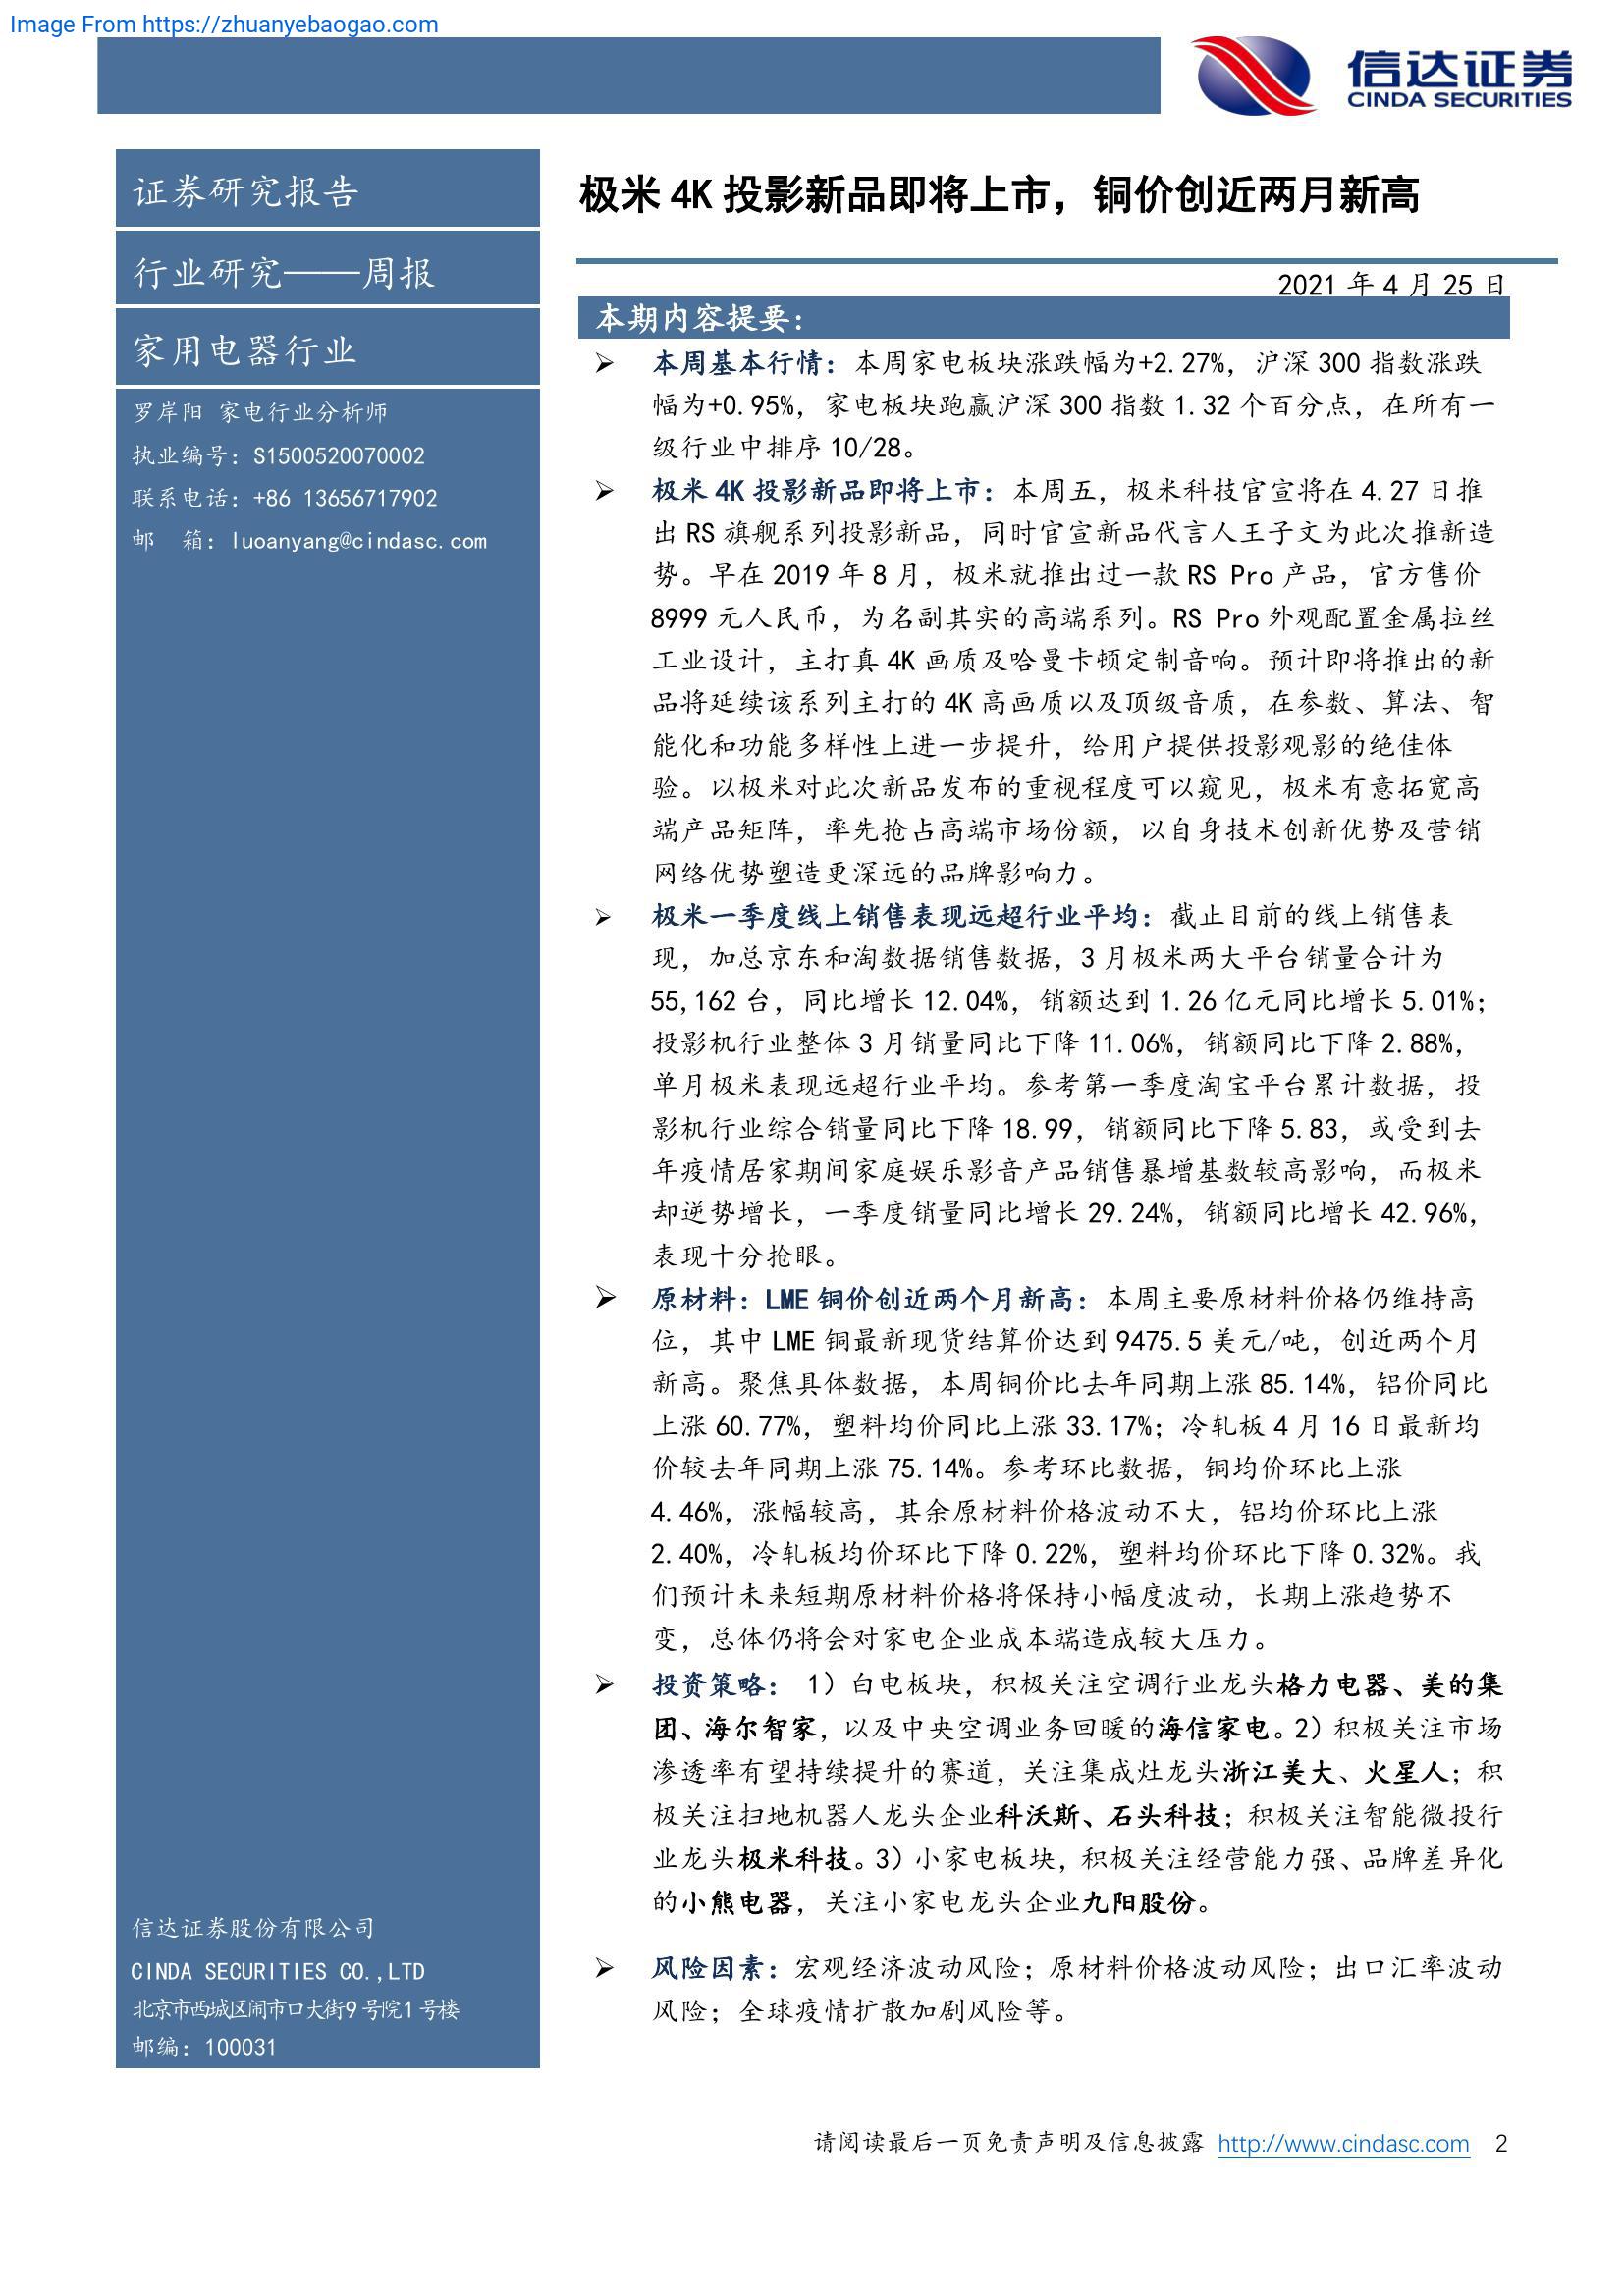 Image From https://zhuanyebaogao.com
信达证券
CINDA SECURITIES
证券研究报告
行业研究——周报
家用电器行业
罗岸阳 家电行业分析师
执业编号：S1500520070002
联系电话：+86 13656717902
邮 箱：luoanyang@cindasc.com
信达证券股份有限公司
CINDA SECURITIES CO.,LTD
北京市西城区闹市口大街9号院1号楼
邮编：100031
极米 4K 投影新品即将上市，铜价创近两月新高
2021 年 4 月 25 日
本期内容提要：
➢ 本周基本行情：本周家电板块涨跌幅为+2.27%，沪深 300 指数涨跌
幅为+0.95%，家电板块跑赢沪深 300 指数 1.32 个百分点，在所有一
级行业中排序 10/28。
➢ 极米 4K 投影新品即将上市：本周五，极米科技官宣将在 4.27 日推
出 RS 旗舰系列投影新品，同时官宣新品代言人王子文为此次推新造
势。早在 2019 年 8 月，极米就推出过一款 RS Pro 产品，官方售价
8999 元人民币，为名副其实的高端系列。RS Pro 外观配置金属拉丝
工业设计，主打真 4K 画质及哈曼卡顿定制音响。预计即将推出的新
品将延续该系列主打的 4K 高画质以及顶级音质，在参数、算法、智
能化和功能多样性上进一步提升，给用户提供投影观影的绝佳体
验。以极米对此次新品发布的重视程度可以窥见，极米有意拓宽高
端产品矩阵，率先抢占高端市场份额，以自身技术创新优势及营销
网络优势塑造更深远的品牌影响力。
➢ 极米一季度线上销售表现远超行业平均：截止目前的线上销售表
现，加总京东和淘数据销售数据，3 月极米两大平台销量合计为
55,162 台，同比增长 12.04%，销额达到 1.26 亿元同比增长 5.01%；
投影机行业整体 3 月销量同比下降 11.06%，销额同比下降 2.88%，
单月极米表现远超行业平均。参考第一季度淘宝平台累计数据，投
影机行业综合销量同比下降 18.99，销额同比下降 5.83，或受到去
年疫情居家期间家庭娱乐影音产品销售暴增基数较高影响，而极米
却逆势增长，一季度销量同比增长 29.24%，销额同比增长 42.96%，
表现十分抢眼。
➢ 原材料：LME 铜价创近两个月新高：本周主要原材料价格仍维持高
位，其中 LME 铜最新现货结算价达到 9475.5 美元/吨，创近两个月
新高。聚焦具体数据，本周铜价比去年同期上涨 85.14%，铝价同比
上涨 60.77%，塑料均价同比上涨 33.17%；冷轧板 4 月 16 日最新均
价较去年同期上涨 75.14%。参考环比数据，铜均价环比上涨
4.46%，涨幅较高，其余原材料价格波动不大，铝均价环比上涨
2.40%，冷轧板均价环比下降 0.22%，塑料均价环比下降 0.32%。我
们预计未来短期原材料价格将保持小幅度波动，长期上涨趋势不
变，总体仍将会对家电企业成本端造成较大压力。
➢ 投资策略： 1）白电板块，积极关注空调行业龙头格力电器、美的集
团、海尔智家，以及中央空调业务回暖的海信家电。2）积极关注市场
渗透率有望持续提升的赛道，关注集成灶龙头浙江美大、火星人；积
极关注扫地机器人龙头企业科沃斯、石头科技；积极关注智能微投行
业龙头极米科技。3）小家电板块，积极关注经营能力强、品牌差异化
的小熊电器，关注小家电龙头企业九阳股份。
➢ 风险因素：宏观经济波动风险；原材料价格波动风险；出口汇率波动
风险；全球疫情扩散加剧风险等。
请阅读最后一页免责声明及信息披露 http://www.cindasc.com 2